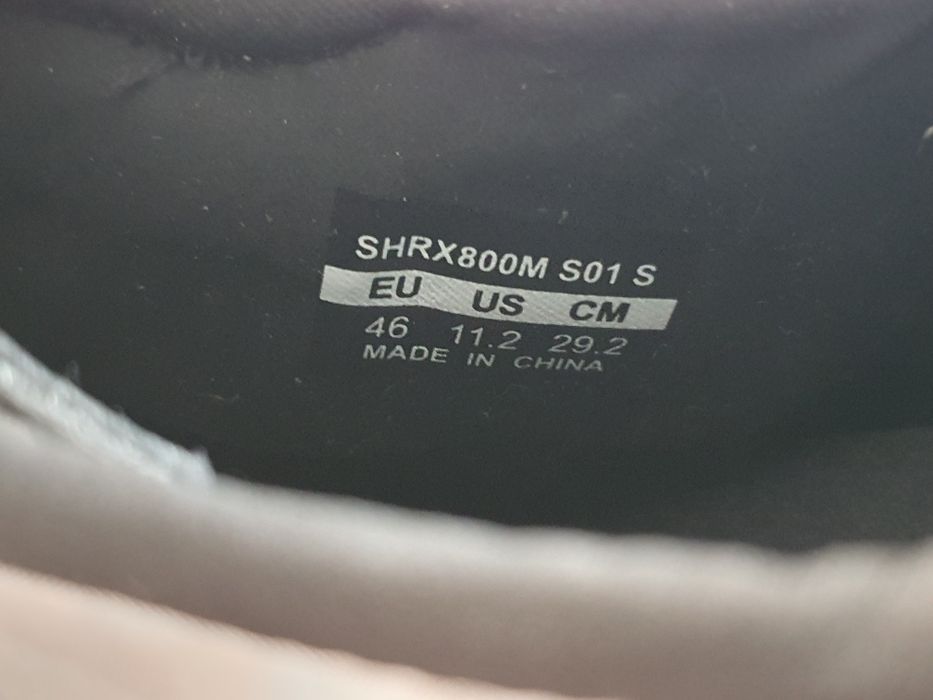 SHRX800M S01 S
EU US CM
46 11.2 29.2
MADE IN CHINA